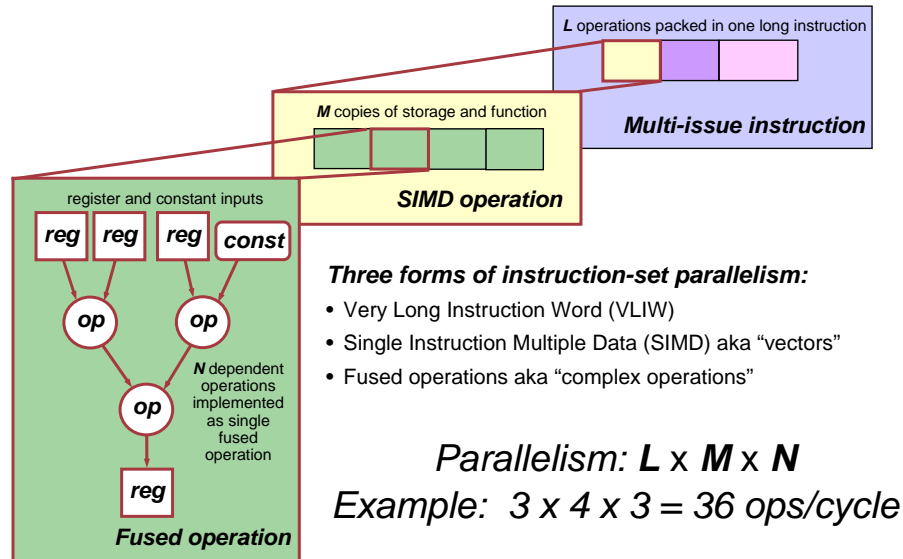 L operations packed in one long instruction
Multi-issue instruction
M copies of storage and function
SIMD operation
register and constant inputs
reg reg reg const
op op
N dependent
operations
implemented
as single
fused
operation
op
reg
Fused operation
Three forms of instruction-set parallelism:
• Very Long Instruction Word (VLIW)
• Single Instruction Multiple Data (SIMD) aka “vectors”
• Fused operations aka “complex operations”
Parallelism: L x M x N
Example: 3 x 4 x 3 = 36 ops/cycle